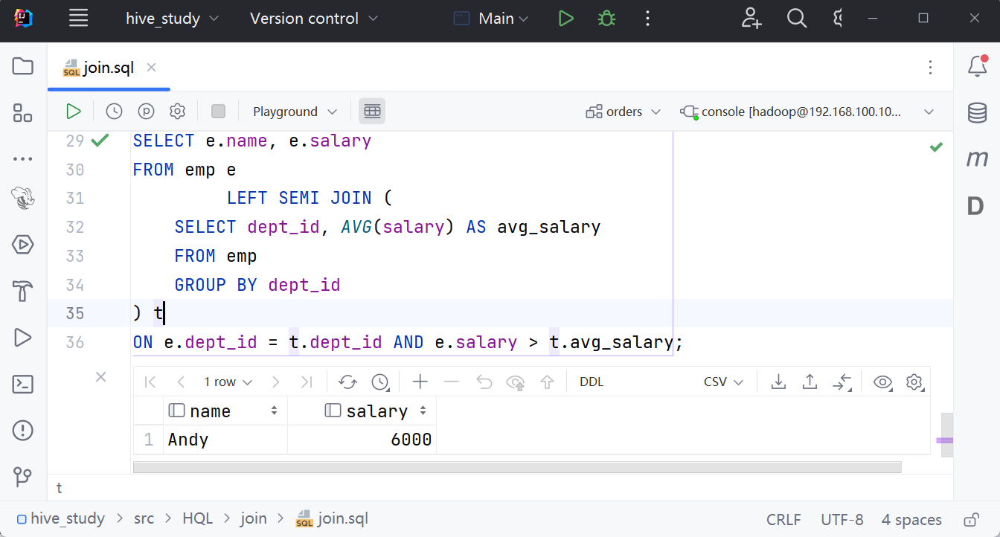 hive_study Version control Main
join.sql
Playground orders console [hadoop@192.168.100.10...
29 SELECT e.name, e.salary
30 FROM emp e
31 LEFT SEMI JOIN (
32 SELECT dept_id, AVG(salary) AS avg_salary
33 FROM emp
34 GROUP BY dept_id
35 ) t
36 ON e.dept_id = t.dept_id AND e.salary > t.avg_salary;
1 row DDL CSV
name salary
1 Andy 6000
t
hive_study > src > HQL > join > join.sql CRLF UTF-8 4 spaces